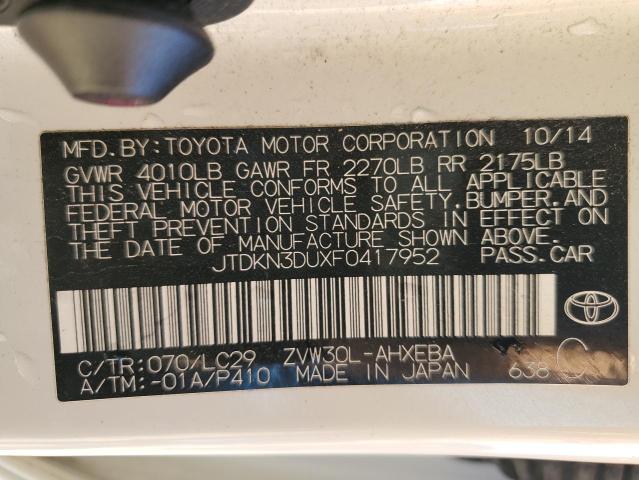 MFD. BY: TOYOTA MOTOR CORPORATION 10/14
GVWR 4010LB GAWR FR 2270LB RR 2175LB
THIS VEHICLE CONFORMS TO ALL APPLICABLE
FEDERAL MOTOR VEHICLE SAFETY, BUMPER, AND
THEFT PREVENTION STANDARDS IN EFFECT ON
THE DATE OF MANUFACTURE SHOWN ABOVE.
JTDKN3DUXF0417952 PASS.CAR
C/TR: 070/LC29 ZVW30L-AHXEBA
A/TM: -01A/P410 MADE IN JAPAN 638 C